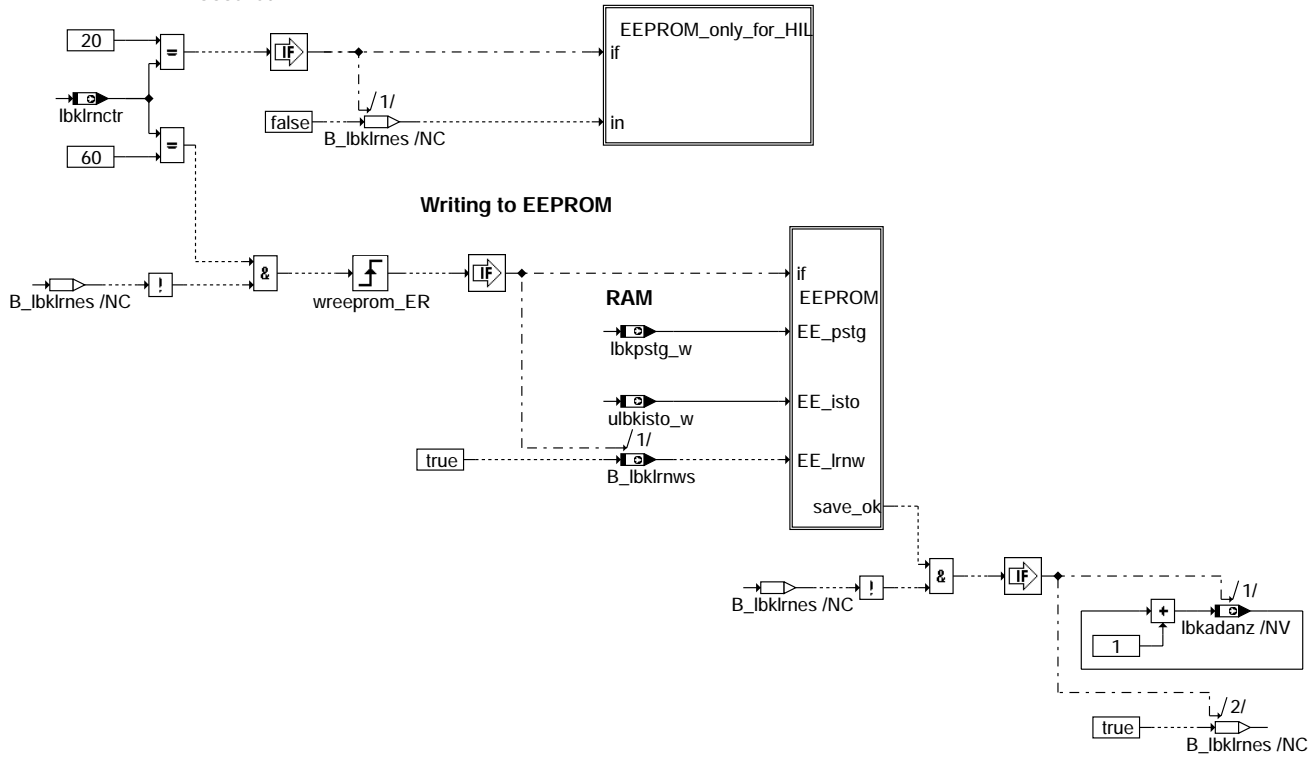 EEPROM_only_for_HIL
20
=
IF
if
lbklrnctr
/1/
false
in
B_lbklrnes /NC
60
=
Writing to EEPROM
&
IF
if
B_lbklrnes /NC
!
wreeprom_ER
RAM
EEPROM
EE_pstg
lbkpstg_w
EE_isto
ulbkisto_w
/1/
true
EE_lrnw
B_lbklrnws
save_ok
&
IF
B_lbklrnes /NC
!
/1/
+
lbkadanz /NV
1
/2/
true
B_lbklrnes /NC